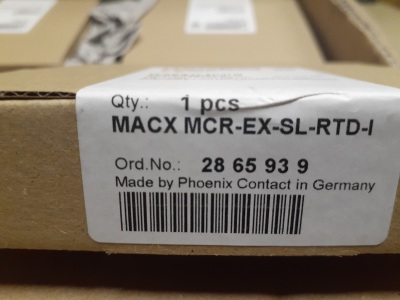 Qty.: 1 pcs
MACX MCR-EX-SL-RTD-I
Ord.No.: 28 65 93 9
Made by Phoenix Contact in Germany